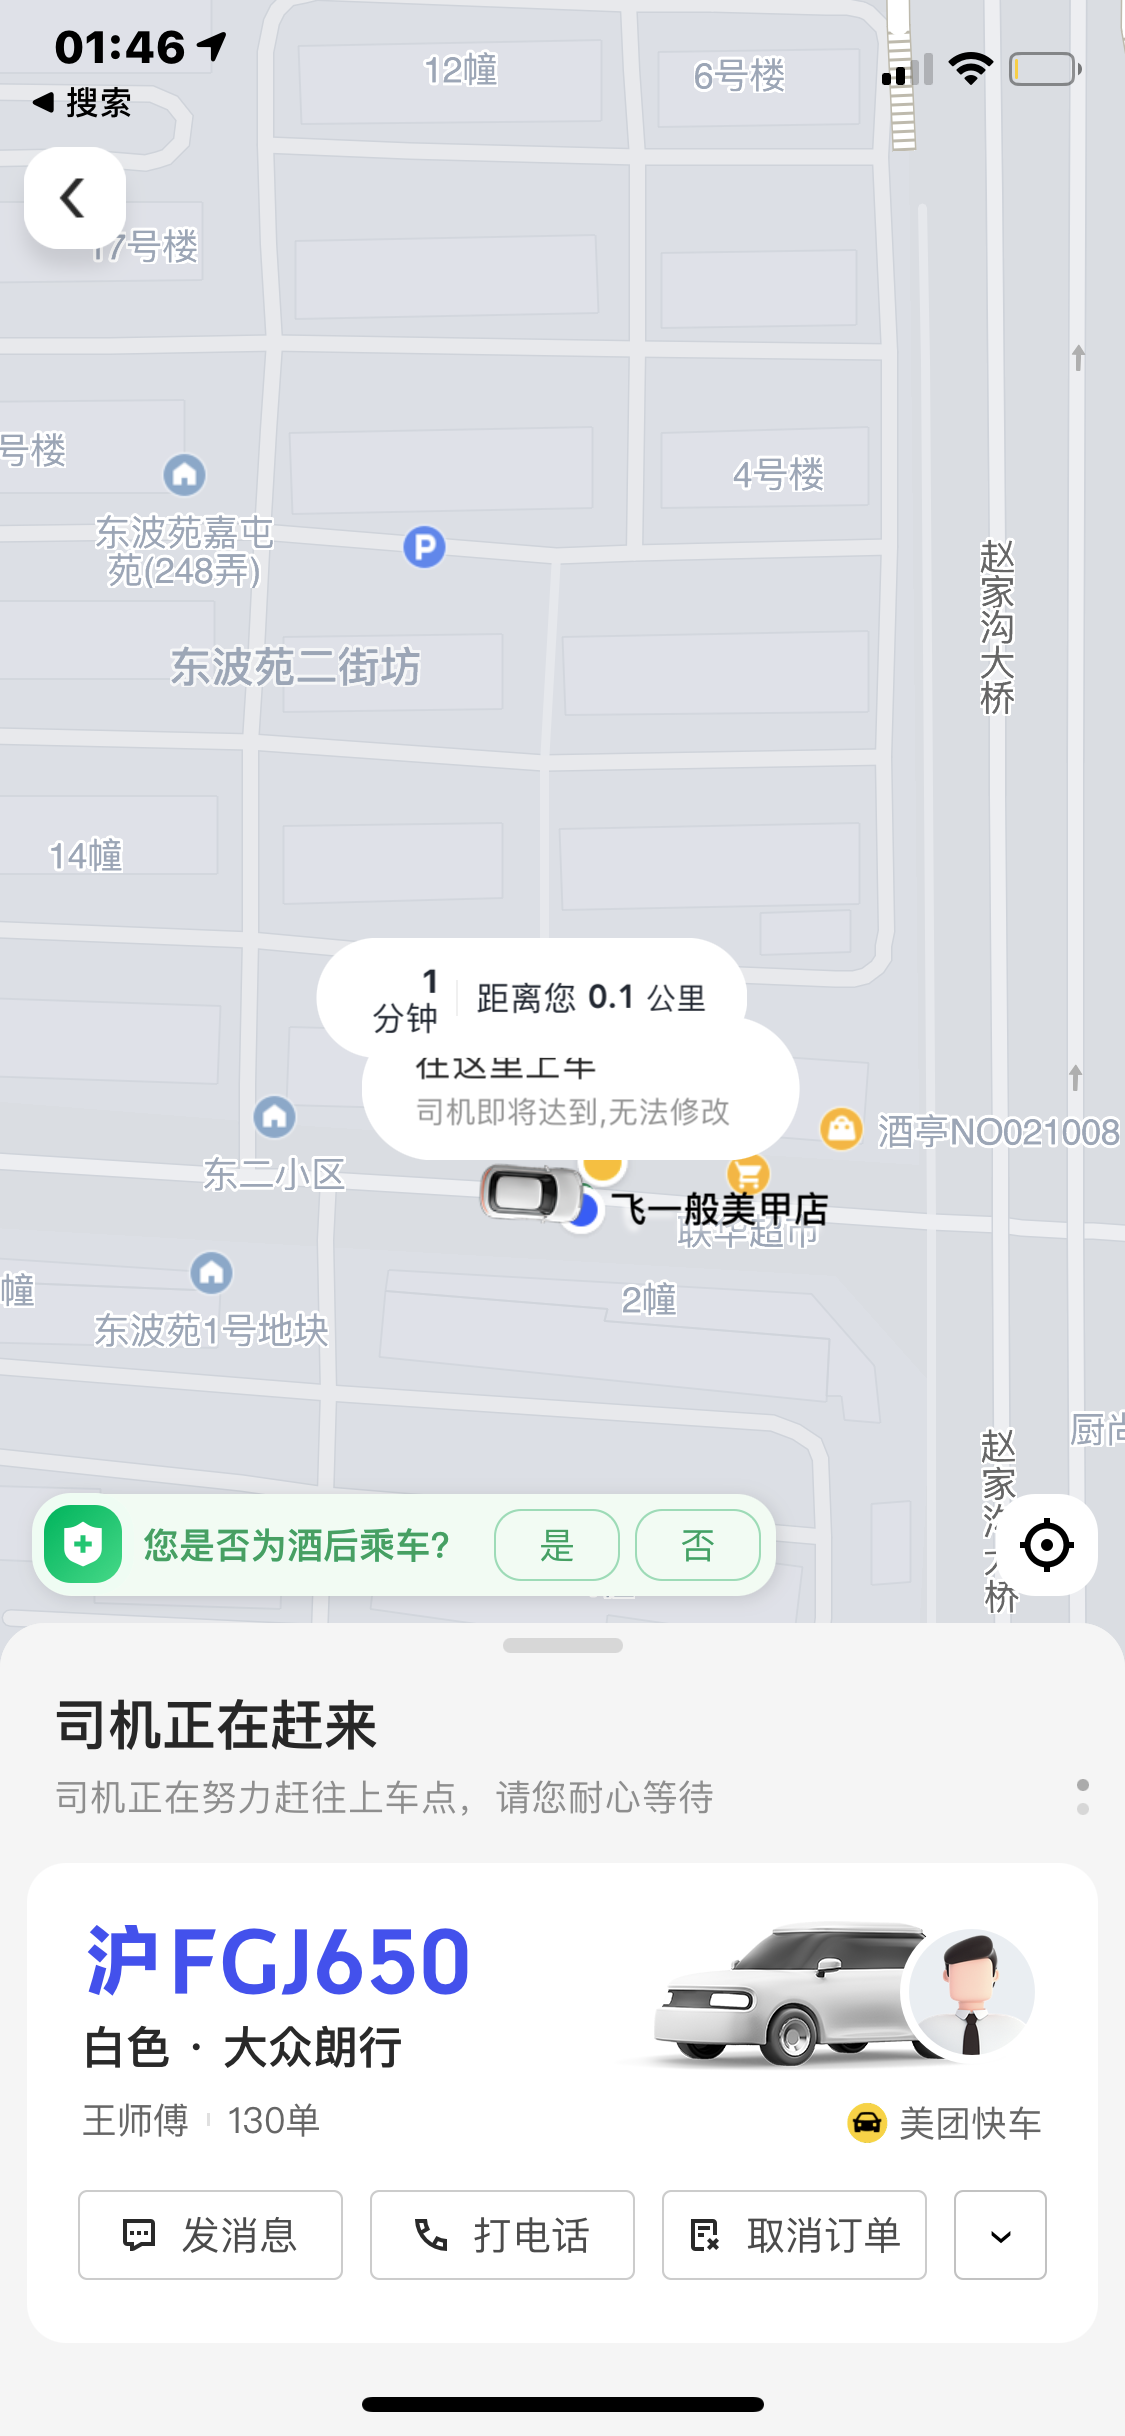 01:46
搜索
12幢
6号楼
17号楼
号楼
4号楼
东波苑嘉屯
苑(248弄)
P
赵家沟大桥
东波苑二街坊
14幢
1
分钟
距离您 0.1 公里
在这里上车
司机即将达到,无法修改
酒亭NO021008
东二小区
飞一般美甲店
联华超市
幢
2幢
东波苑1号地块
厨尚
赵家沟大桥
您是否为酒后乘车?
是
否
司机正在赶来
司机正在努力赶往上车点，请您耐心等待
沪FGJ650
白色 · 大众朗行
王师傅
130单
美团快车
发消息
打电话
取消订单